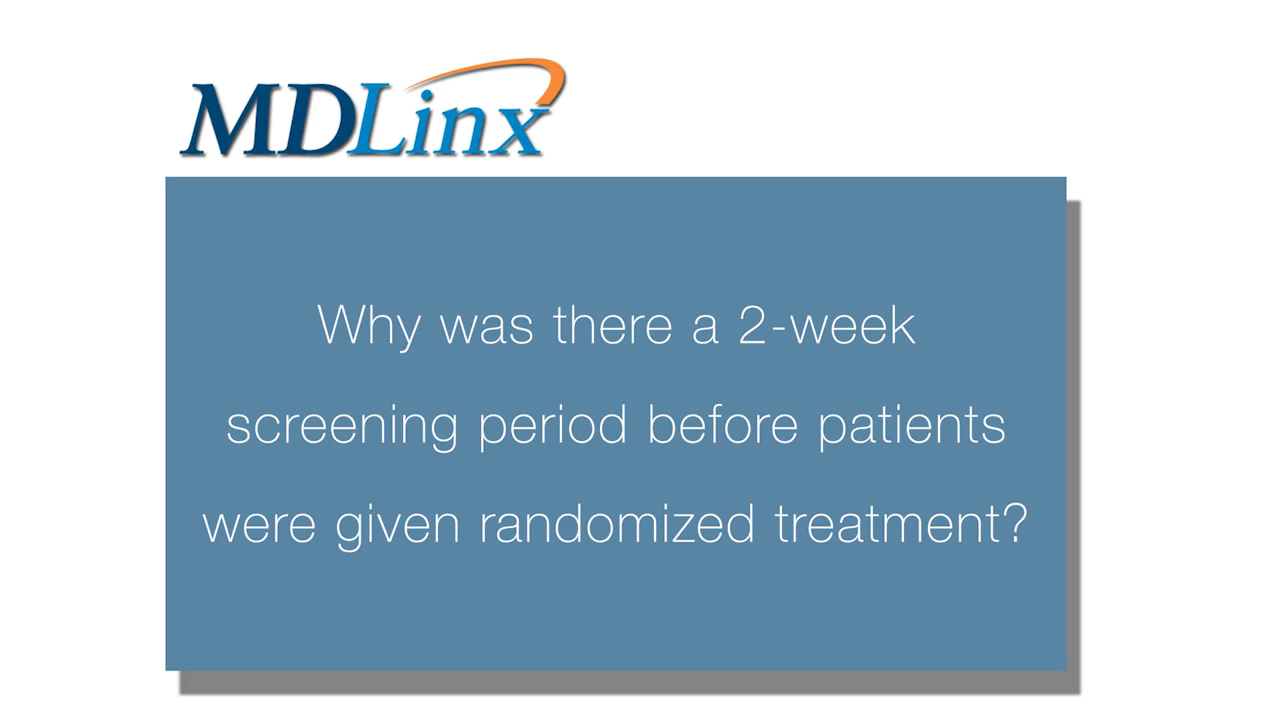 MDLinx
Why was there a 2-week
screening period before patients
were given randomized treatment?